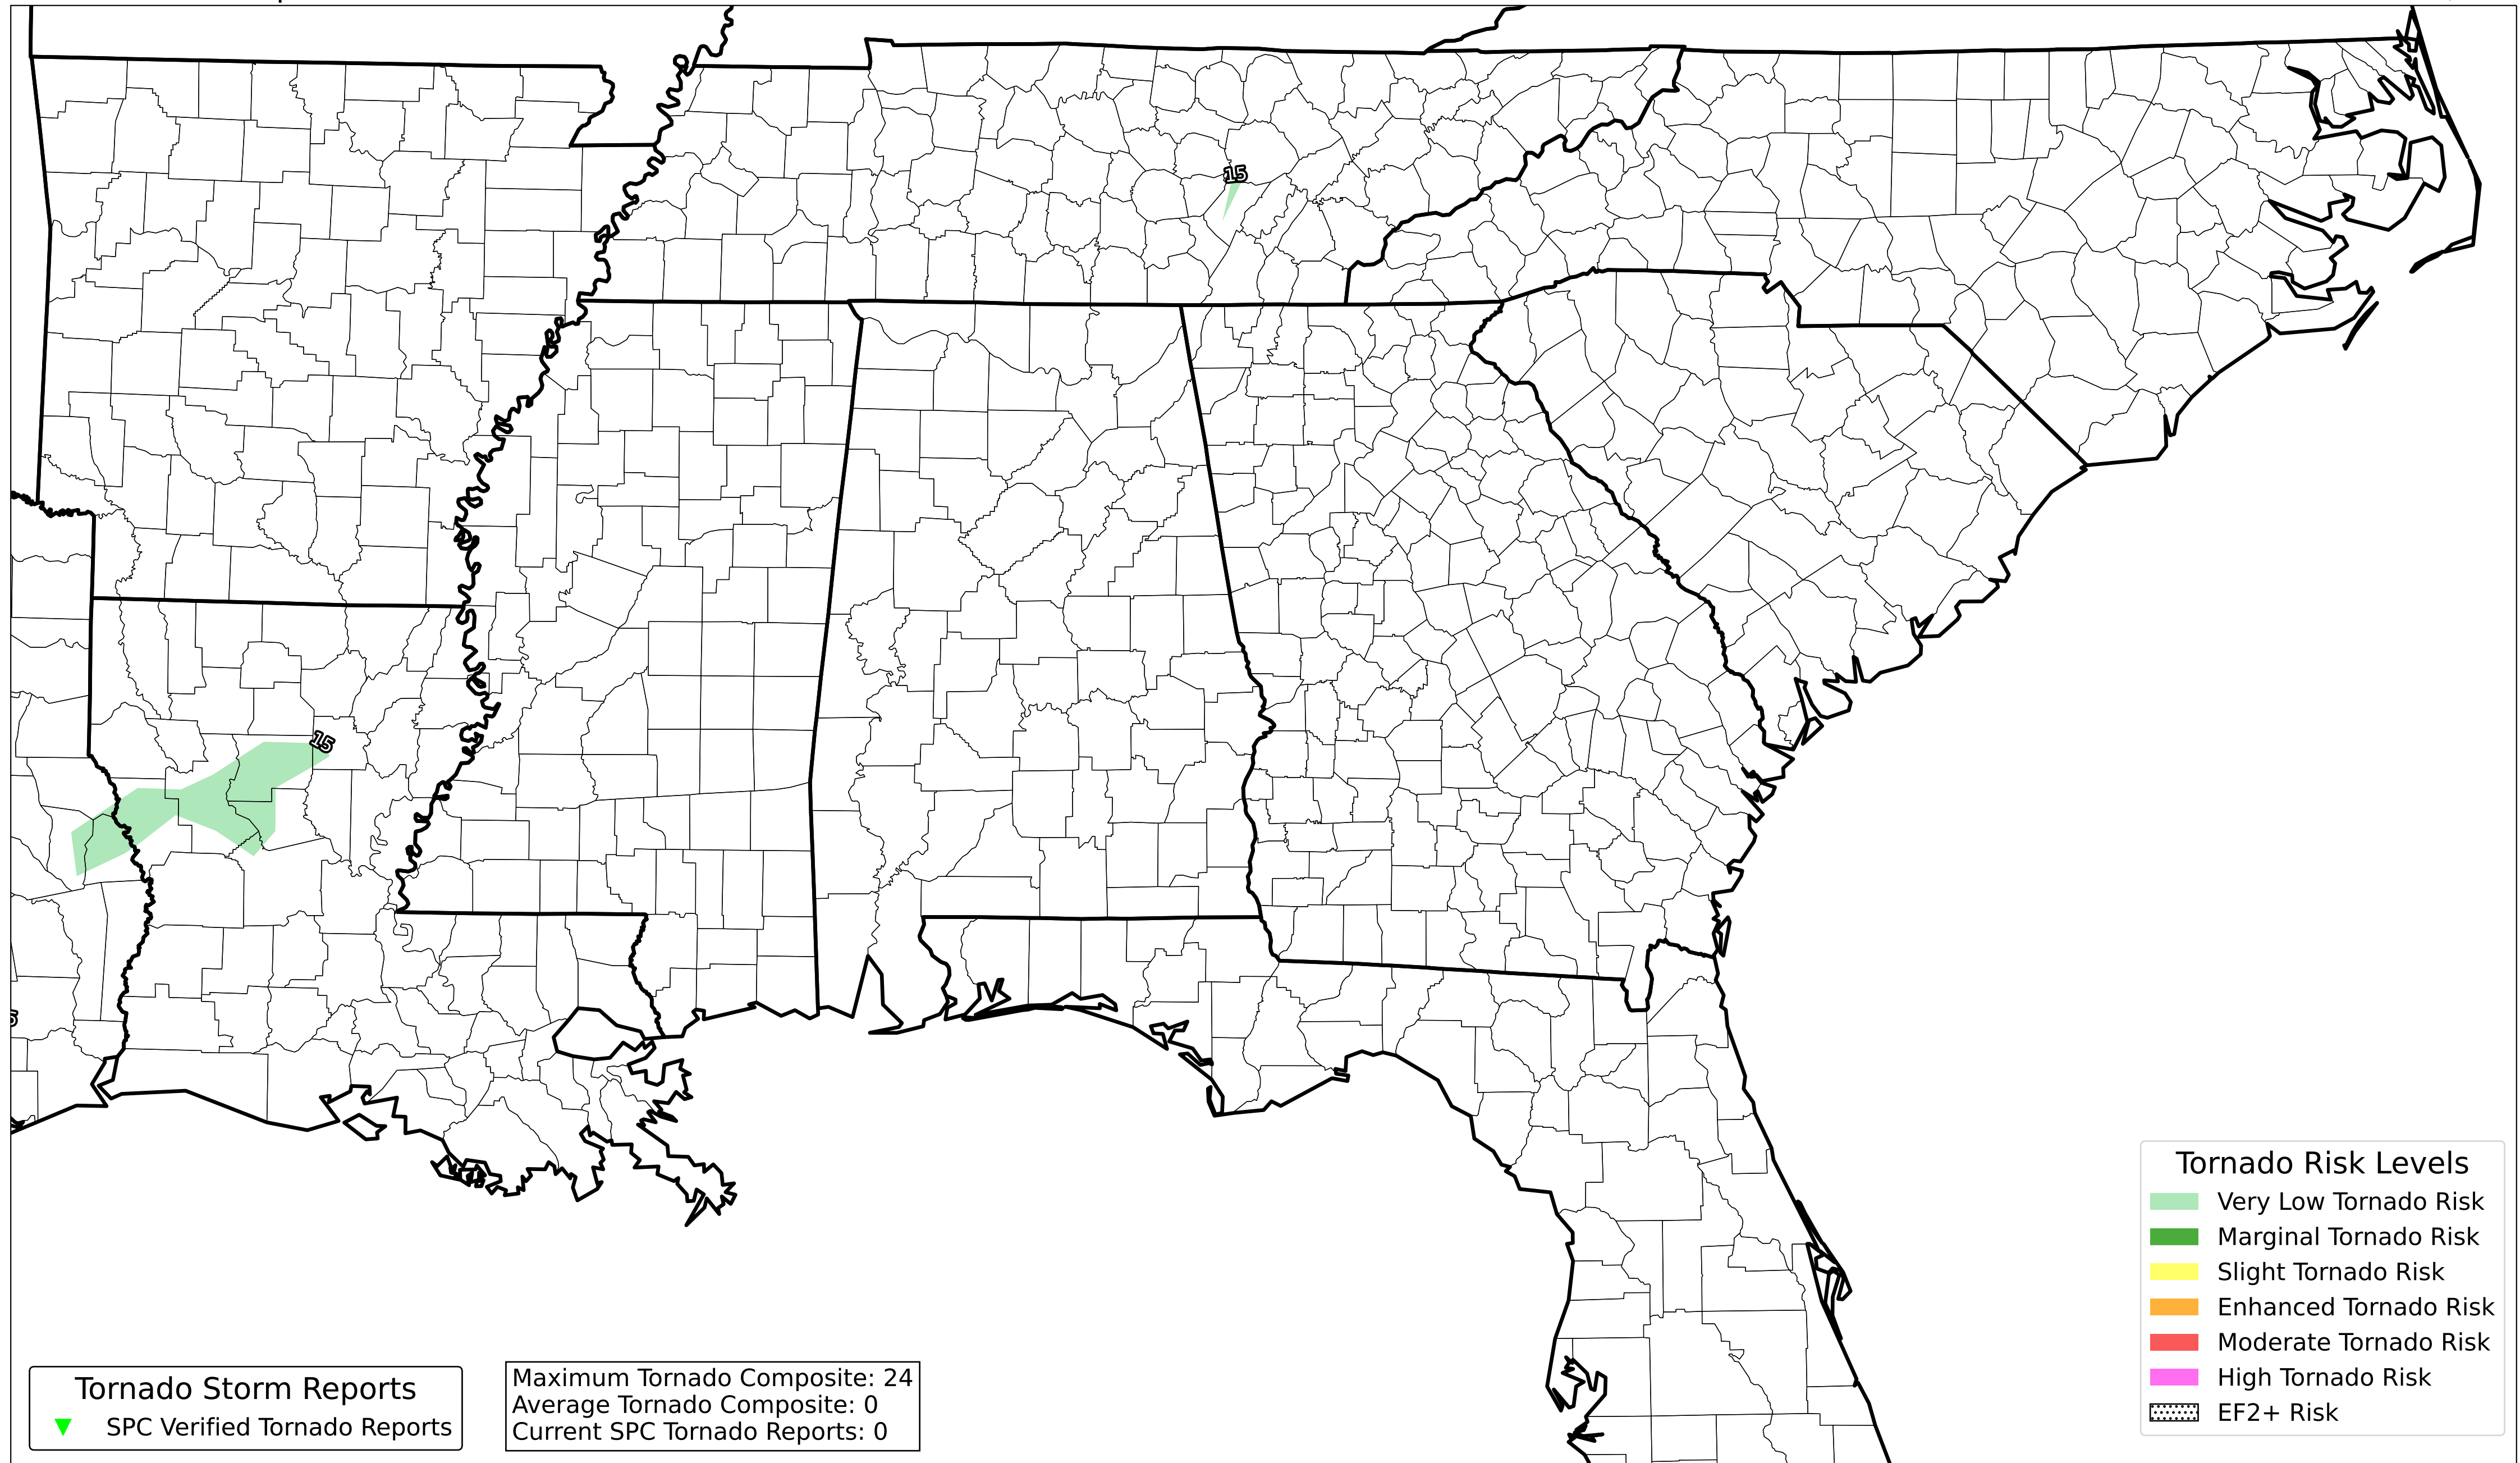 15
15
Tornado Risk Levels
Very Low Tornado Risk
Marginal Tornado Risk
Slight Tornado Risk
Enhanced Tornado Risk
Moderate Tornado Risk
High Tornado Risk
EF2+ Risk
Tornado Storm Reports
SPC Verified Tornado Reports
Maximum Tornado Composite: 24
Average Tornado Composite: 0
Current SPC Tornado Reports: 0